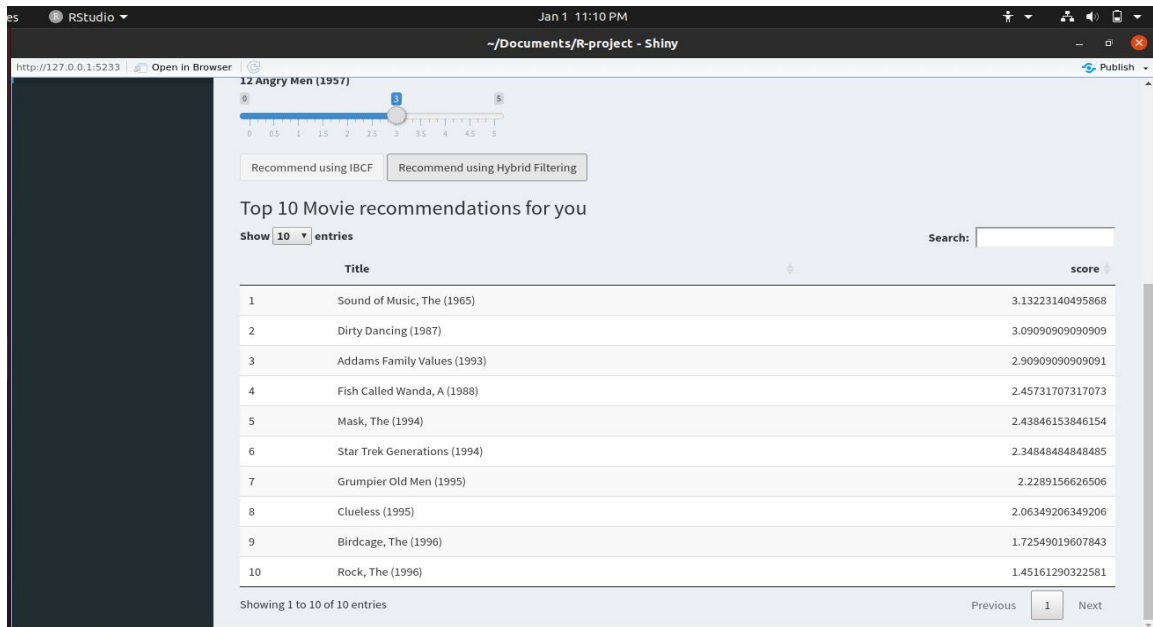 es RStudio Jan 1 11:10 PM
~/Documents/R-project - Shiny
http://127.0.0.1:5233 Open in Browser Publish
12 Angry Men (1957)
0 3 5
0 0.5 1 1.5 2 2.5 3 3.5 4 4.5 5
Recommend using IBCF Recommend using Hybrid Filtering
Top 10 Movie recommendations for you
Show 10 entries Search:
Title score
1 Sound of Music, The (1965) 3.13223140495868
2 Dirty Dancing (1987) 3.09090909090909
3 Addams Family Values (1993) 2.90909090909091
4 Fish Called Wanda, A (1988) 2.45731707317073
5 Mask, The (1994) 2.43846153846154
6 Star Trek Generations (1994) 2.34848484848485
7 Grumpier Old Men (1995) 2.2289156626506
8 Clueless (1995) 2.06349206349206
9 Birdcage, The (1996) 1.72549019607843
10 Rock, The (1996) 1.45161290322581
Showing 1 to 10 of 10 entries Previous 1 Next